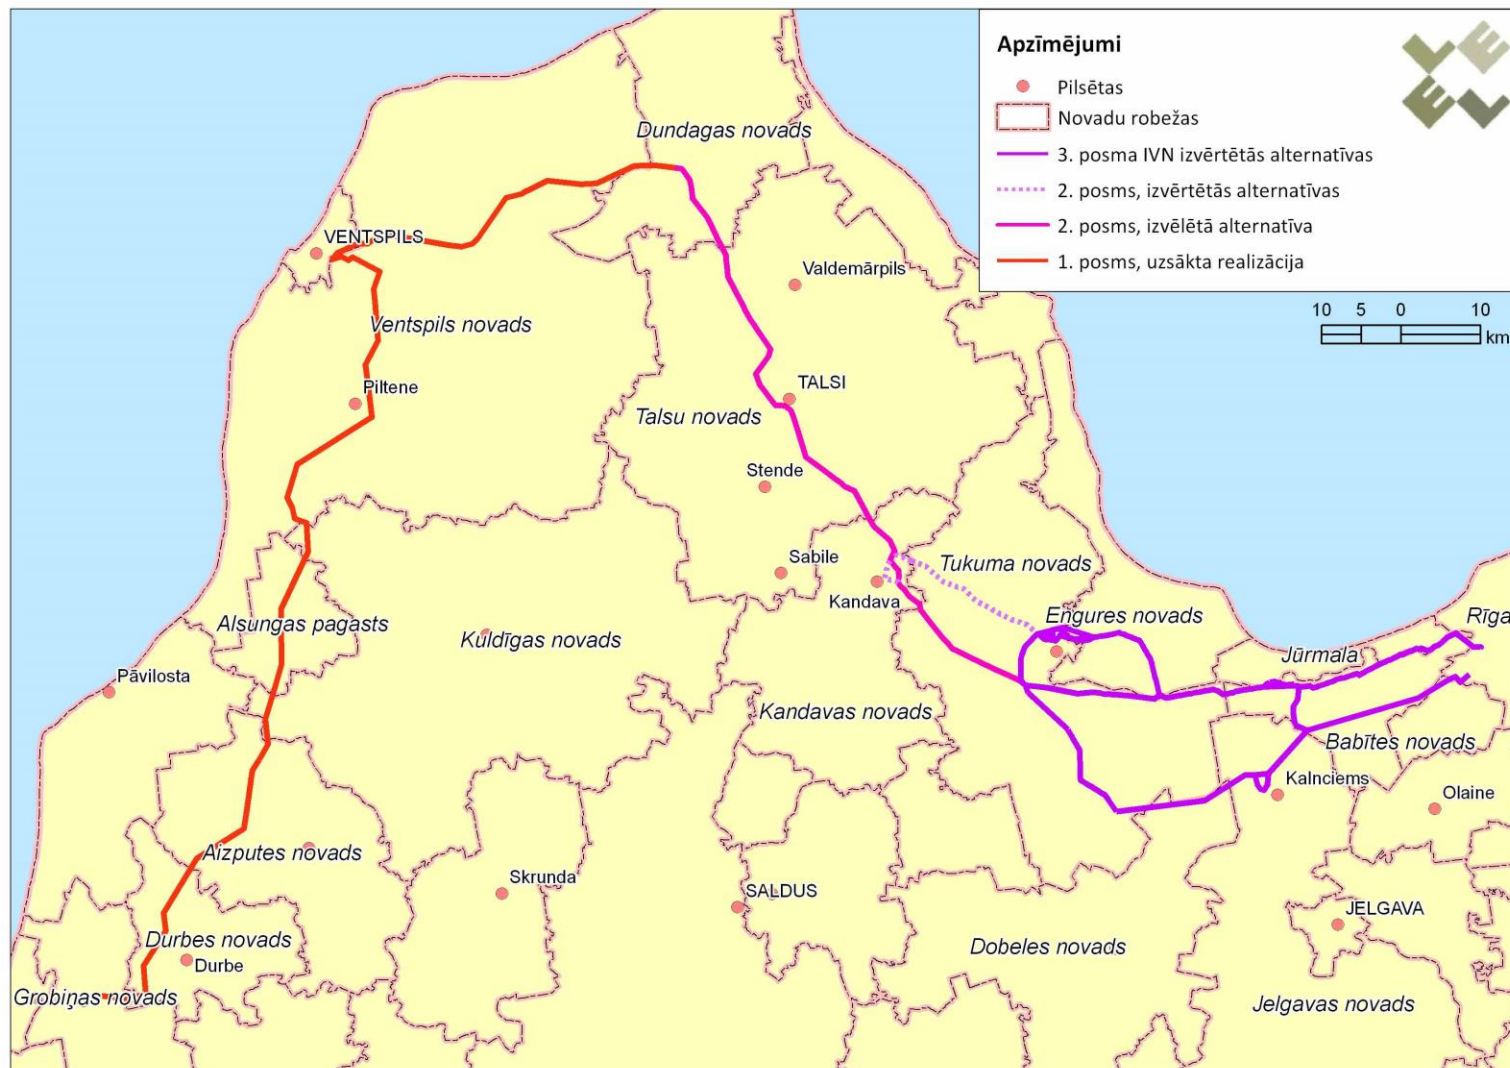 Apzīmējumi
Pilsētas
Novadu robežas
3. posma IVN izvērtētās alternatīvas
2. posms, izvērtētās alternatīvas
2. posms, izvēlētā alternatīva
1. posms, uzsākta realizācija
10 5 0 10
km
Dundagas novads
VENTSPILS
Valdemārpils
Ventspils novads
Piltene
TALSI
Talsu novads
Stende
Sabile
Tukuma novads
Kandava
Engures novads
Rīga
Alsungas pagasts
Kuldīgas novads
Jūrmala
Pāvilosta
Kandavas novads
Babītes novads
Kalnciems
Olaine
Aizputes novads
Skrunda
SALDUS
JELGAVA
Durbes novads
Dobeles novads
Durbe
Grobiņas novads
Jelgavas novads